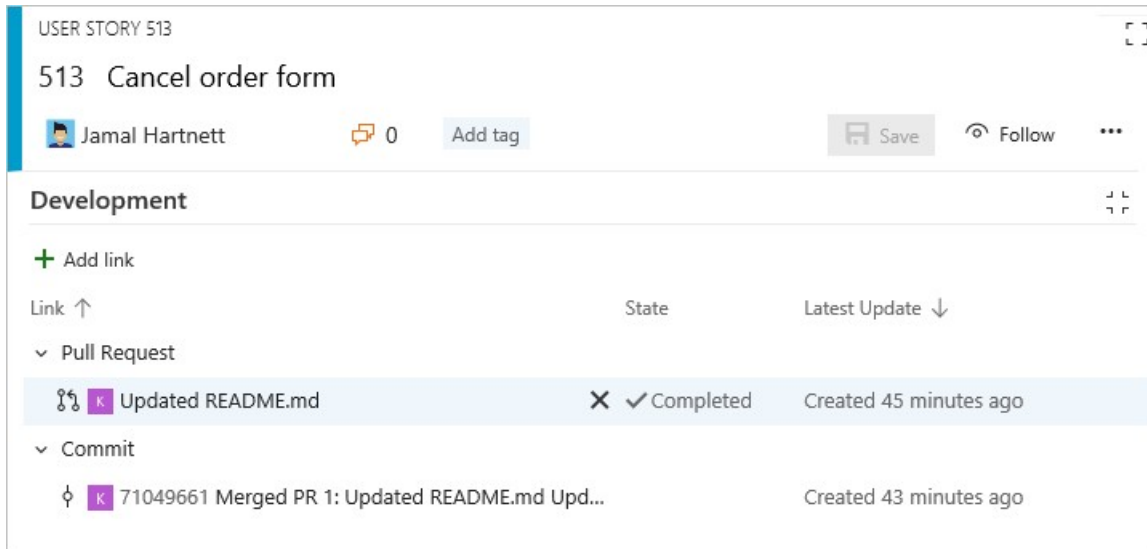 USER STORY 513
513 Cancel order form
Jamal Hartnett 0 Add tag Save Follow
Development
Add link
Link State Latest Update
Pull Request
K Updated README.md Completed Created 45 minutes ago
Commit
K 71049661 Merged PR 1: Updated README.md Upd... Created 43 minutes ago